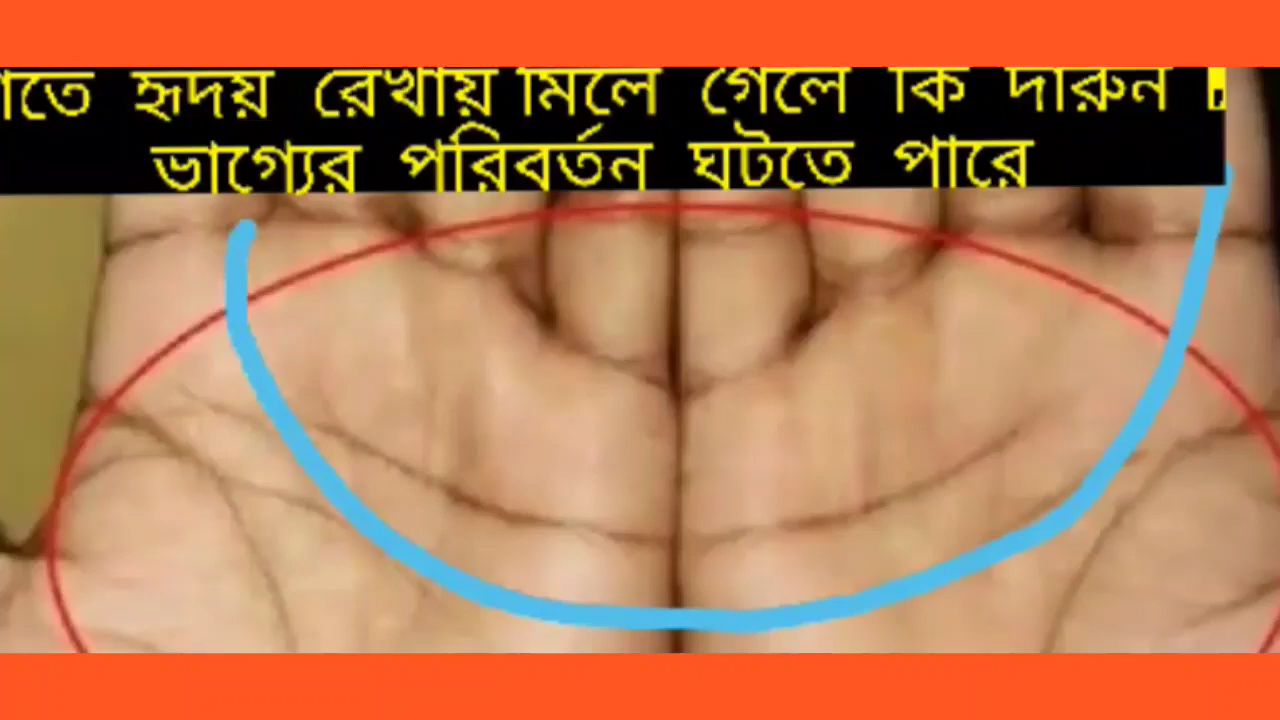 হৃদয় রেখায় মিলে গেলে কি দারুন
ভাগ্যের পরিবর্তন ঘটতে পারে